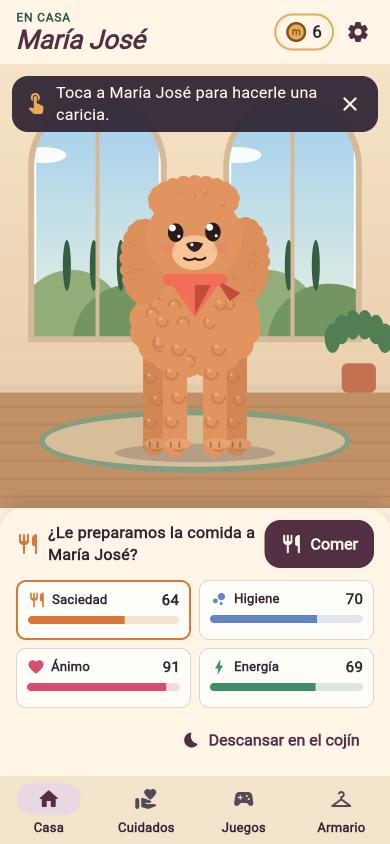 EN CASA
María José
m 6
Toca a María José para hacerle una
caricia.
¿Le preparamos la comida a
María José?
Comer
Saciedad 64
Higiene 70
Ánimo 91
Energía 69
Descansar en el cojín
Casa
Cuidados
Juegos
Armario